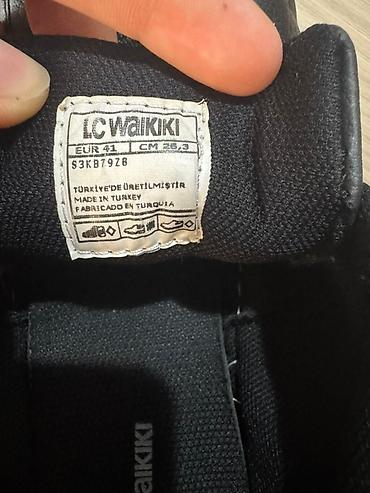 LC WAIKIKI
EUR 41 CM 26,3
S3KB79Z8
TÜRKİYE'DE ÜRETİLMİŞTİR
MADE IN TURKEY
FABRICADO EN TURQUIA
WAIKIKI